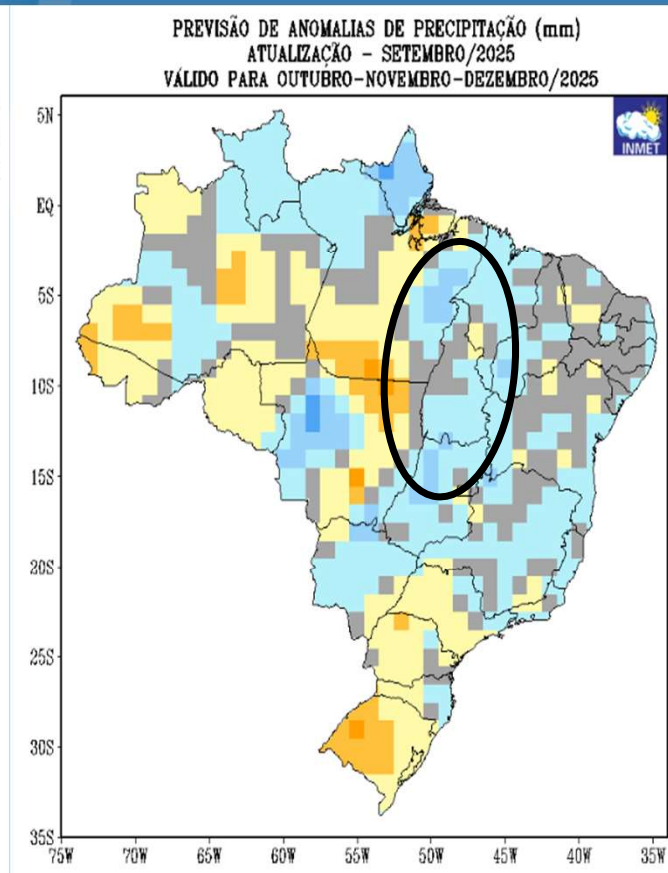 PREVISÃO DE ANOMALIAS DE PRECIPITAÇÃO (mm)
ATUALIZAÇÃO - SETEMBRO/2025
VÁLIDO PARA OUTUBRO-NOVEMBRO-DEZEMBRO/2025
INMET
5N
EQ
5S
10S
15S
20S
25S
30S
35S
75W 70W 65W 60W 55W 50W 45W 40W 35W